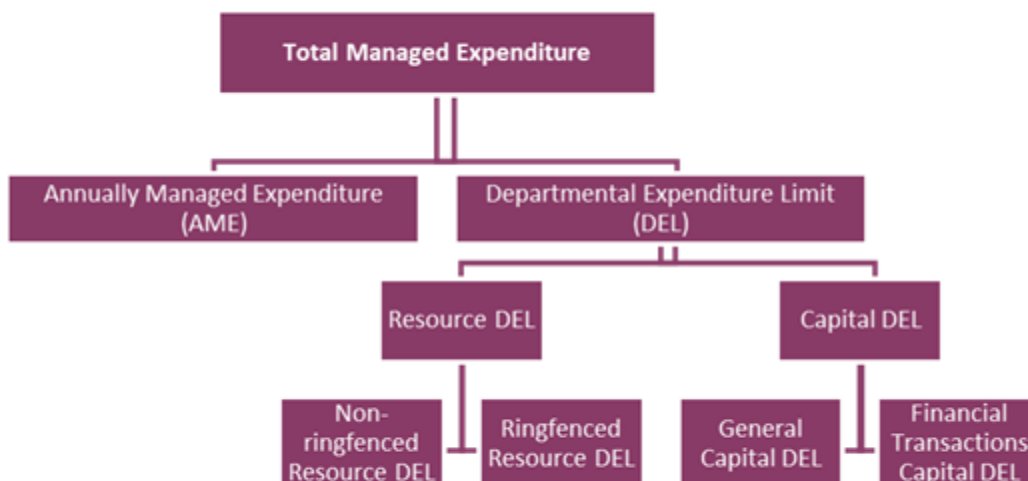 Total Managed Expenditure
Annually Managed Expenditure
(AME)
Departmental Expenditure Limit
(DEL)
Resource DEL
Capital DEL
Non-
ringfenced
Resource DEL
Ringfenced
Resource DEL
General
Capital DEL
Financial
Transactions
Capital DEL